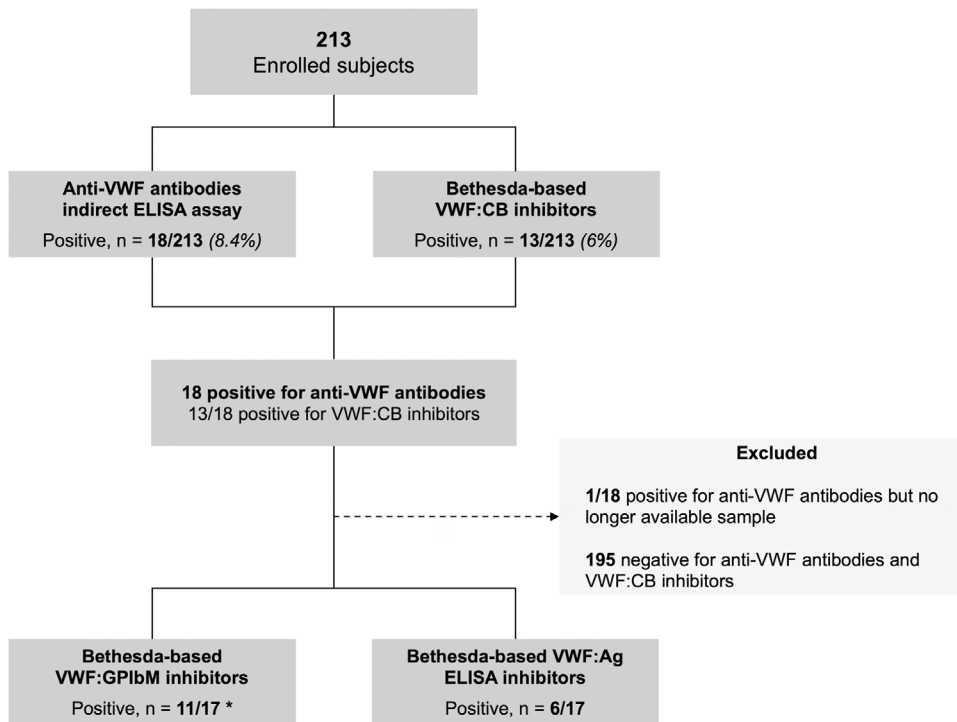 213
Enrolled subjects
Anti-VWF antibodies
indirect ELISA assay
Positive, n = 18/213 (8.4%)
Bethesda-based
VWF:CB inhibitors
Positive, n = 13/213 (6%)
18 positive for anti-VWF antibodies
13/18 positive for VWF:CB inhibitors
Excluded
1/18 positive for anti-VWF antibodies but no
longer available sample
195 negative for anti-VWF antibodies and
VWF:CB inhibitors
Bethesda-based
VWF:GPIbM inhibitors
Positive, n = 11/17 *
Bethesda-based VWF:Ag
ELISA inhibitors
Positive, n = 6/17